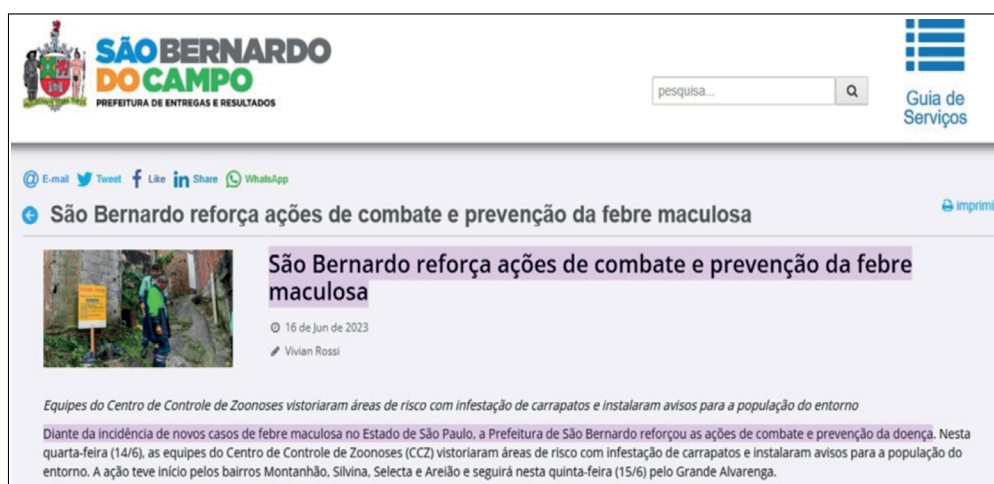 SÃO BERNARDO
DO CAMPO
PREFEITURA DE ENTREGAS E RESULTADOS
pesquisa...
Guia de
Serviços
E-mail Tweet Like Share WhatsApp
São Bernardo reforça ações de combate e prevenção da febre maculosa
imprimi
São Bernardo reforça ações de combate e prevenção da febre
maculosa
16 de Jun de 2023
Vivian Rossi
Equipes do Centro de Controle de Zoonoses vistoriaram áreas de risco com infestação de carrapatos e instalaram avisos para a população do entorno
Diante da incidência de novos casos de febre maculosa no Estado de São Paulo, a Prefeitura de São Bernardo reforçou as ações de combate e prevenção da doença. Nesta
quarta-feira (14/6), as equipes do Centro de Controle de Zoonoses (CCZ) vistoriaram áreas de risco com infestação de carrapatos e instalaram avisos para a população do
entorno. A ação teve início pelos bairros Montanhão, Silvina, Selecta e Areião e seguirá nesta quinta-feira (15/6) pelo Grande Alvarenga.